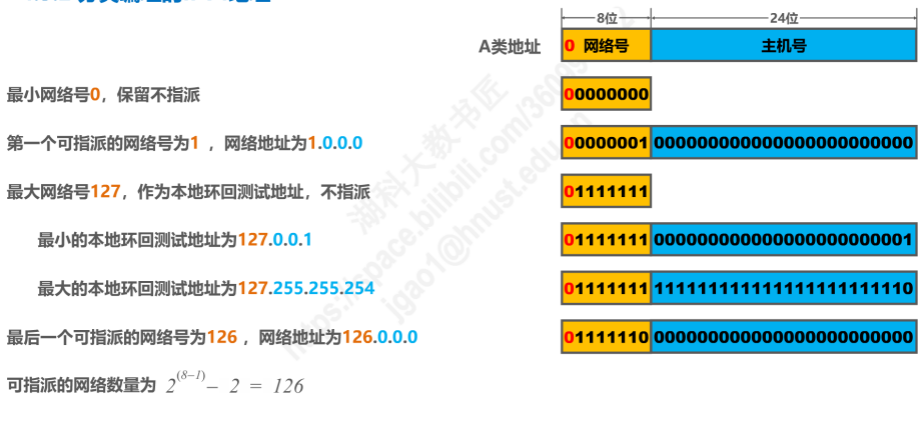 8位 24位
A类地址 0 网络号 主机号
最小网络号0，保留不指派 00000000
第一个可指派的网络号为1 ，网络地址为1.0.0.0 00000001 000000000000000000000000
最大网络号127，作为本地环回测试地址，不指派 01111111
最小的本地环回测试地址为127.0.0.1 01111111 000000000000000000000001
最大的本地环回测试地址为127.255.255.254 01111111 111111111111111111111110
最后一个可指派的网络号为126 ，网络地址为126.0.0.0 01111110 000000000000000000000000
可指派的网络数量为 2^(8–1) – 2 = 126
湖科大教书匠